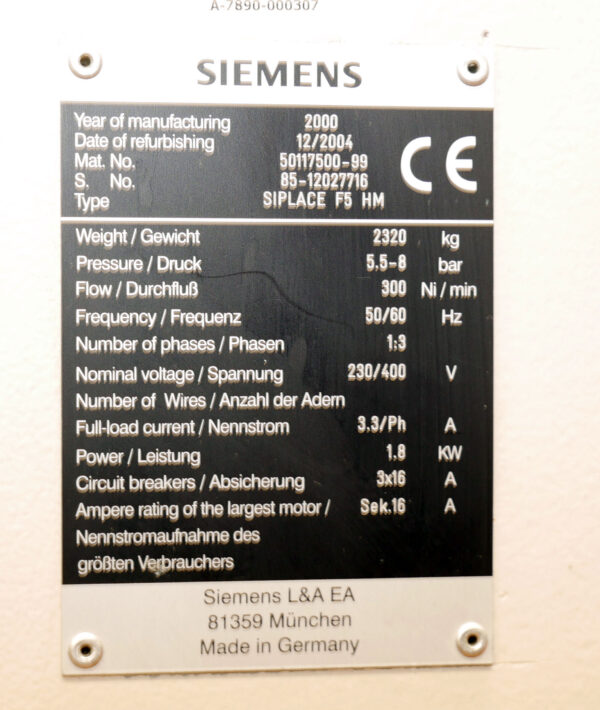 A-7890-000307
SIEMENS
Year of manufacturing 2000
Date of refurbishing 12/2004
Mat. No. 50117500-99
S. No. 85-12027716
Type SIPLACE F5 HM
CE
Weight / Gewicht 2320 kg
Pressure / Druck 5.5-8 bar
Flow / Durchfluß 300 Ni / min
Frequency / Frequenz 50/60 Hz
Number of phases / Phasen 1:3
Nominal voltage / Spannung 230/400 V
Number of Wires / Anzahl der Adern
Full-load current / Nennstrom 3.3/Ph A
Power / Leistung 1.8 KW
Circuit breakers / Absicherung 3x16 A
Ampere rating of the largest motor / Sek.16 A
Nennstromaufnahme des
größten Verbrauchers
Siemens L&A EA
81359 München
Made in Germany